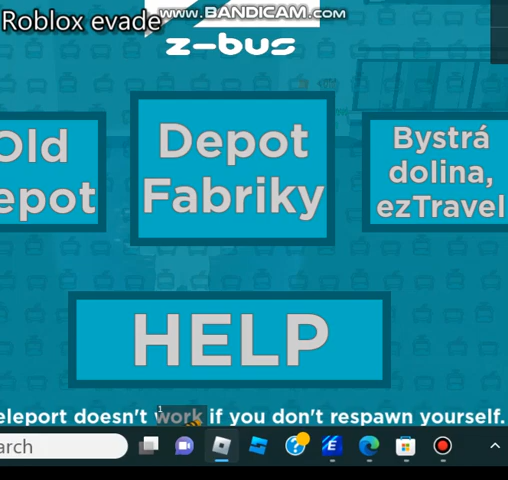 Roblox evade
www.BANDICAM.com
z-bus
Old
epot
Depot
Fabriky
Bystrá
dolina,
ezTravel
HELP
eleport doesn't work if you don't respawn yourself.
arch